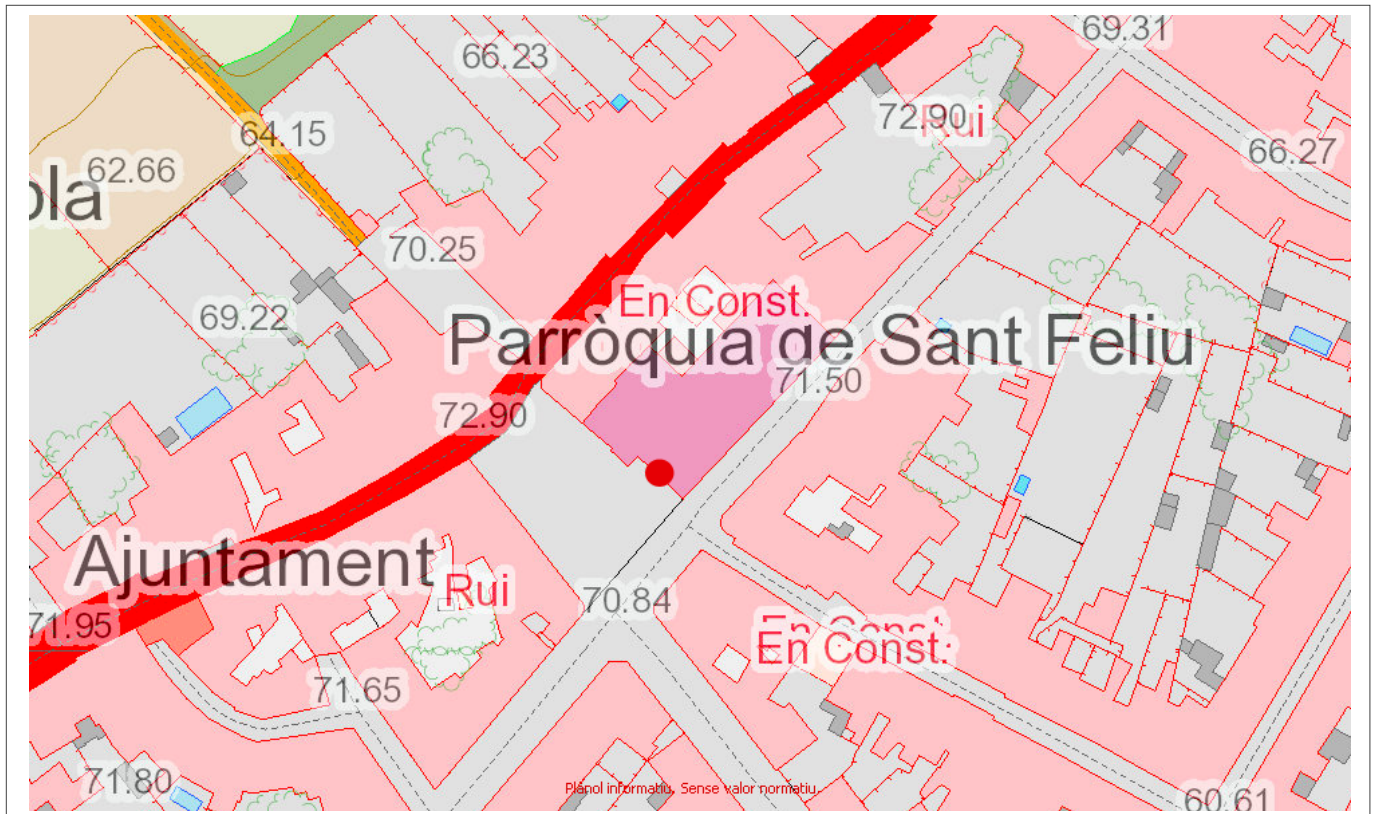 69.31
66.23
72.90
Rui
64.15
66.27
62.66
ola
70.25
En Const.
69.22
Parròquia de Sant Feliu
71.50
72.90
Ajuntament
Rui
70.84
71.95
En Const.
En Const.
71.65
71.80
Plànol informatiu. Sense valor normatiu.
60.61